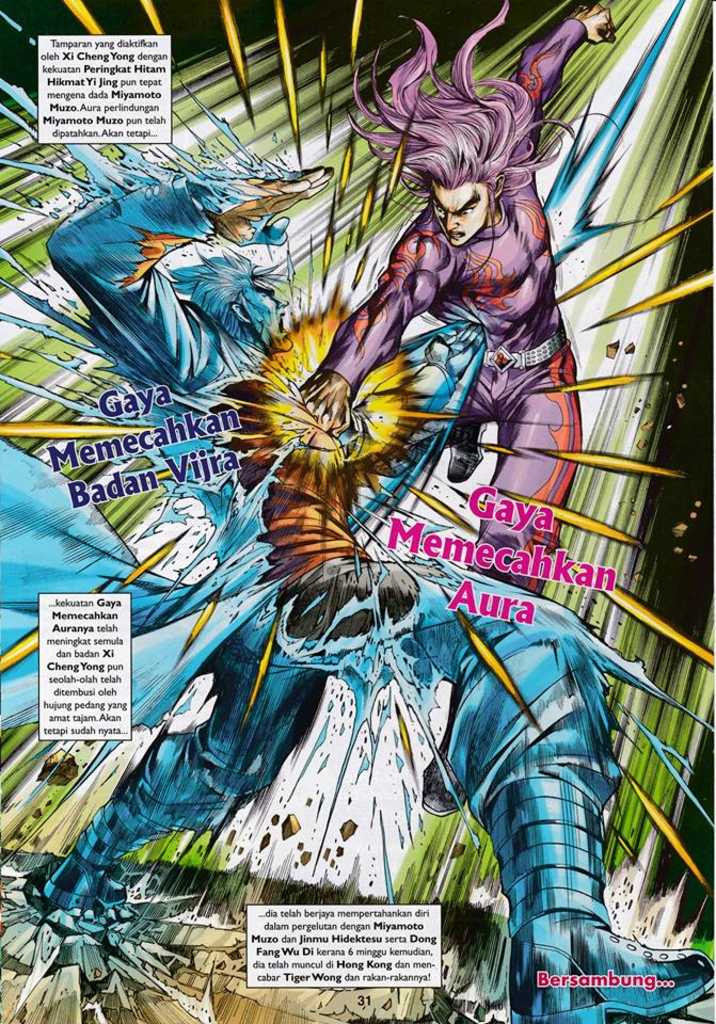 Tamparan yang diaktifkan
oleh Xi Cheng Yong dengan
kekuatan Peringkat Hitam
Hikmat Yi Jing pun tepat
mengena dada Miyamoto
Muzo. Aura perlindungan
Miyamoto Muzo pun telah
dipatahkan. Akan tetapi...
Gaya
Memecahkan
Badan Vijra
Gaya
Memecahkan
Aura
...kekuatan Gaya
Memecahkan
Auranya telah
meningkat semula
dan badan Xi
Cheng Yong pun
seolah-olah telah
ditembusi oleh
hujung pedang yang
amat tajam. Akan
tetapi sudah nyata...
...dia telah berjaya mempertahankan diri
dalam pergelutan dengan Miyamoto
Muzo dan Jinmu Hidektesu serta Dong
Fang Wu Di kerana 6 minggu kemudian,
dia telah muncul di Hong Kong dan men-
cabar Tiger Wong dan rakan-rakannya!
Bersambung...
31